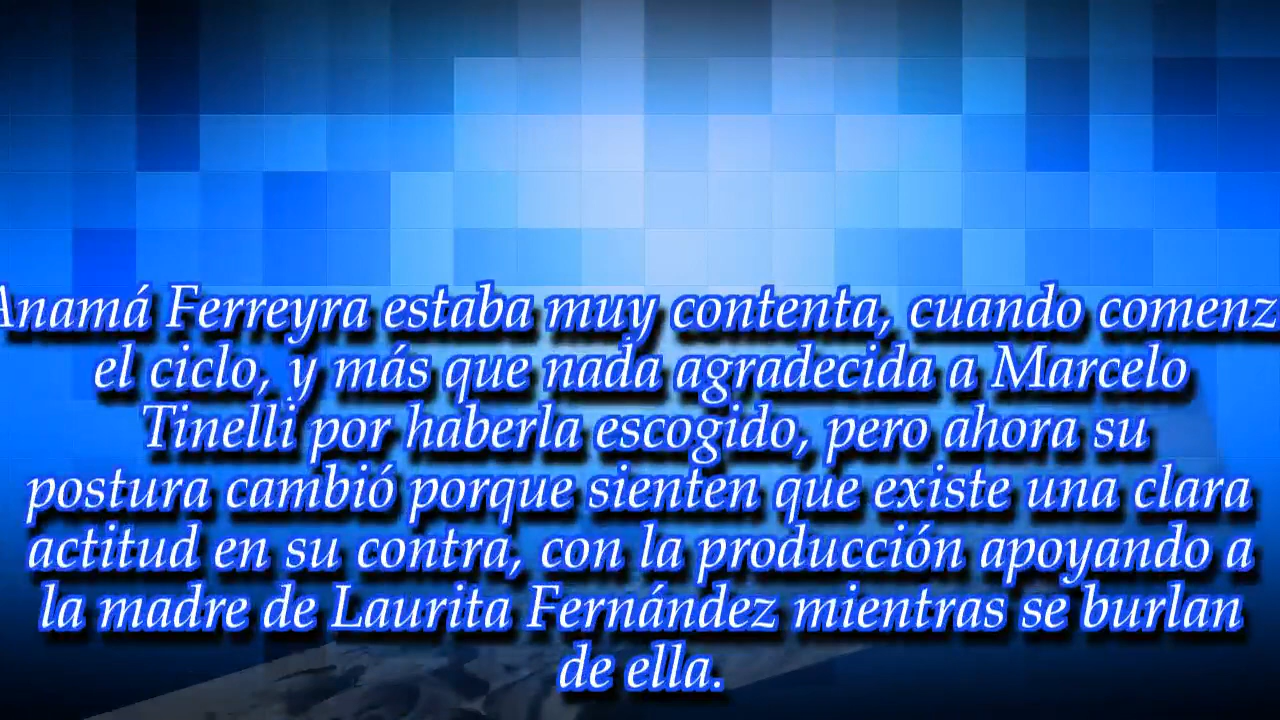 Anamá Ferreyra estaba muy contenta, cuando comenz
el ciclo, y más que nada agradecida a Marcelo
Tinelli por haberla escogido, pero ahora su
postura cambió porque sienten que existe una clara
actitud en su contra, con la producción apoyando a
la madre de Laurita Fernández mientras se burlan
de ella.